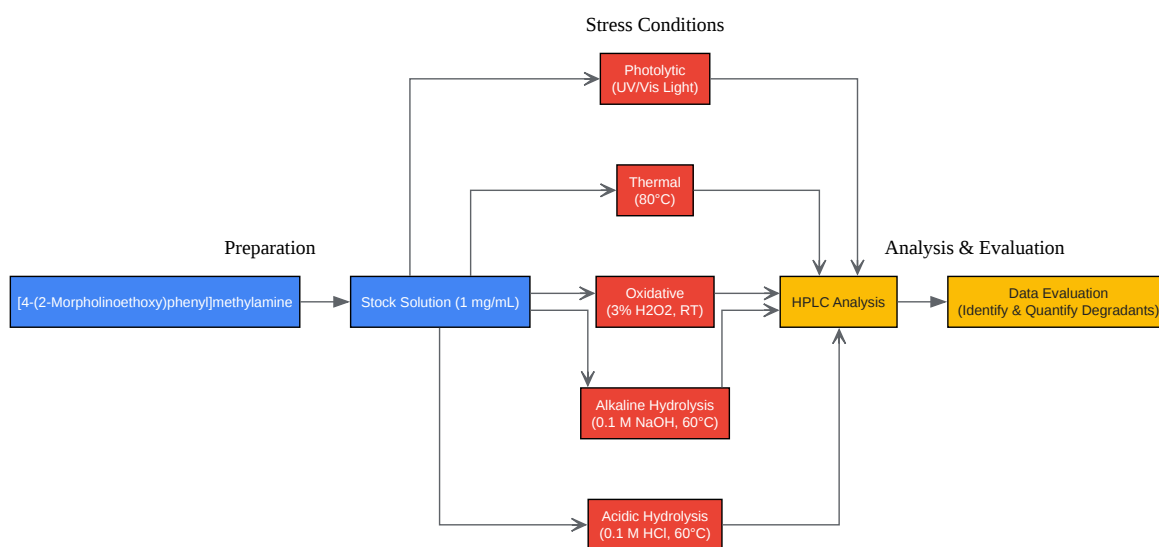 Stress Conditions
Photolytic
(UV/Vis Light)
Thermal
(80°C)
Preparation
Analysis & Evaluation
[4-(2-Morpholinoethoxy)phenyl]methylamine
Stock Solution (1 mg/mL)
Oxidative
(3% H2O2, RT)
HPLC Analysis
Data Evaluation
(Identify & Quantify Degradants)
Alkaline Hydrolysis
(0.1 M NaOH, 60°C)
Acidic Hydrolysis
(0.1 M HCl, 60°C)